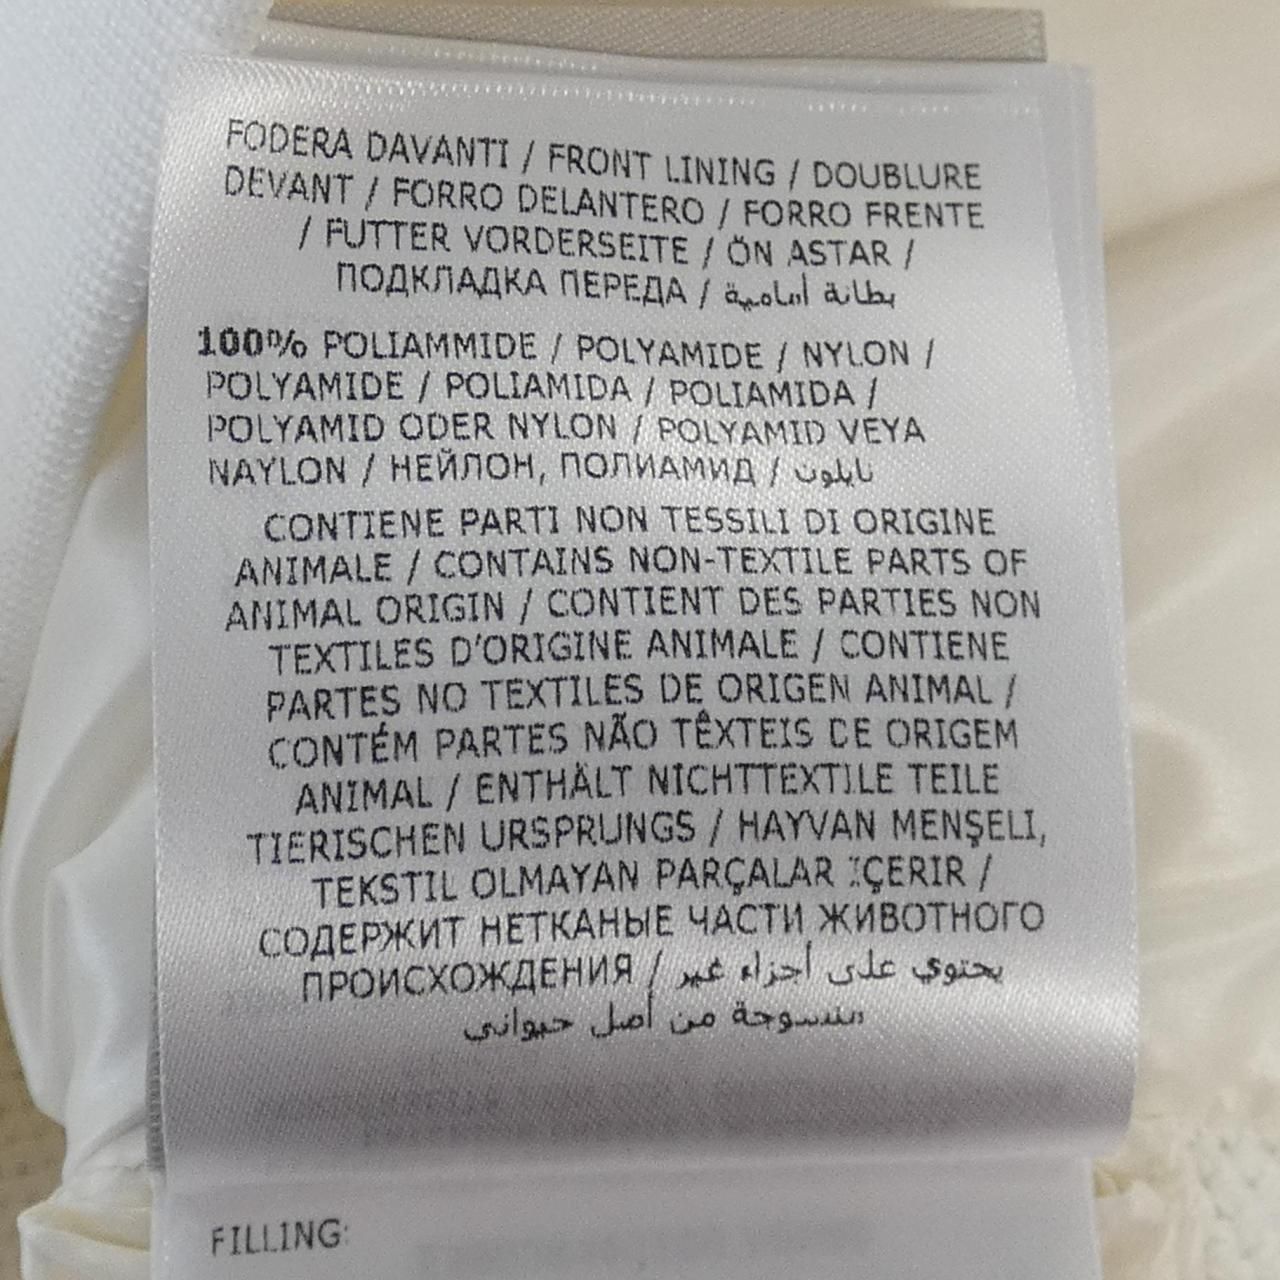 FODERA DAVANTI / FRONT LINING / DOUBLURE
DEVANT / FORRO DELANTERO / FORRO FRENTE
/ FUTTER VORDERSEITE / ÖN ASTAR /
ПОДКЛАДКА ПЕРЕДА / بطانة أمامية
100% POLIAMMIDE / POLYAMIDE / NYLON /
POLYAMIDE / POLIAMIDA / POLIAMIDA /
POLYAMID ODER NYLON / POLYAMID VEYA
NAYLON / НЕЙЛОН, ПОЛИАМИД / نايلون
CONTIENE PARTI NON TESSILI DI ORIGINE
ANIMALE / CONTAINS NON-TEXTILE PARTS OF
ANIMAL ORIGIN / CONTIENT DES PARTIES NON
TEXTILES D'ORIGINE ANIMALE / CONTIENE
PARTES NO TEXTILES DE ORIGEN ANIMAL /
CONTÉM PARTES NÃO TÊXTEIS DE ORIGEM
ANIMAL / ENTHÄLT NICHTTEXTILE TEILE
TIERISCHEN URSPRUNGS / HAYVAN MENŞELI,
TEKSTIL OLMAYAN PARÇALAR İÇERIR /
СОДЕРЖИТ НЕТКАНЫЕ ЧАСТИ ЖИВОТНОГО
ПРОИСХОЖДЕНИЯ / يحتوي على أجزاء غير
منسوجة من أصل حيواني
FILLING: